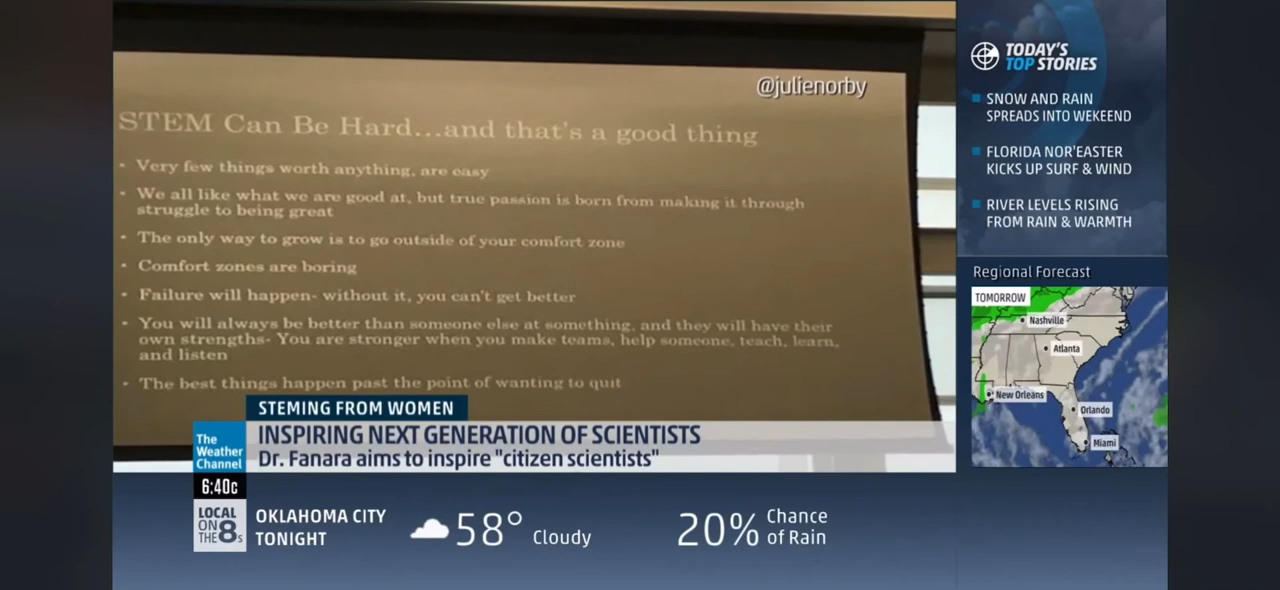 @julienorby
STEM Can Be Hard...and that's a good thing
• Very few things worth anything, are easy
• We all like what we are good at, but true passion is born from making it through
struggle to being great
• The only way to grow is to go outside of your comfort zone
• Comfort zones are boring
• Failure will happen- without it, you can't get better
• You will always be better than someone else at something, and they will have their
own strengths- You are stronger when you make teams, help someone, teach, learn,
and listen
• The best things happen past the point of wanting to quit
STEMING FROM WOMEN
INSPIRING NEXT GENERATION OF SCIENTISTS
Dr. Fanara aims to inspire "citizen scientists"
The
Weather
Channel
6:40c
LOCAL
ON
THE 8s
OKLAHOMA CITY
TONIGHT
58° Cloudy
20% Chance
of Rain
TODAY'S
TOP STORIES
SNOW AND RAIN
SPREADS INTO WEKEEND
FLORIDA NOR'EASTER
KICKS UP SURF & WIND
RIVER LEVELS RISING
FROM RAIN & WARMTH
Regional Forecast
TOMORROW
Nashville
Atlanta
New Orleans
Orlando
Miami